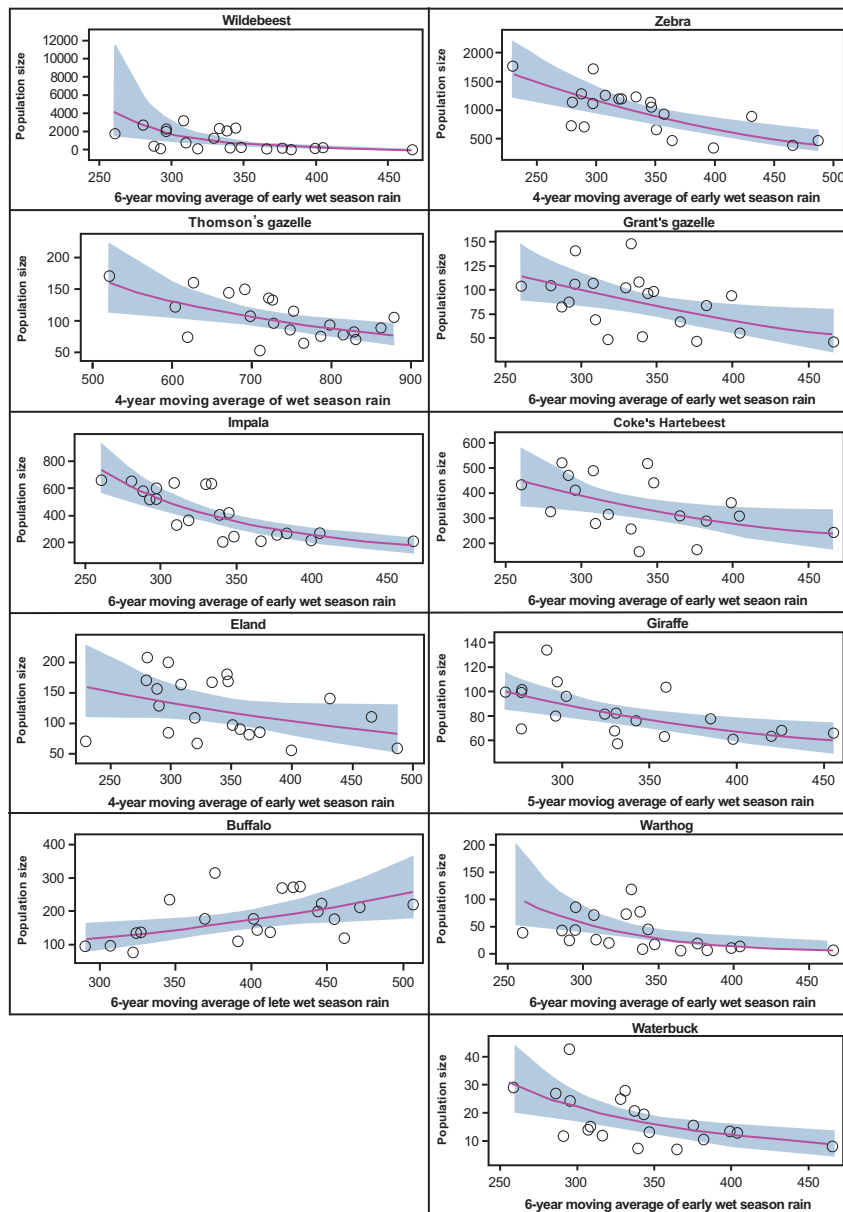 Wildebeest
Population size
12000
10000
8000
6000
4000
2000
0
250 300 350 400 450
6-year moving average of early wet season rain
Zebra
Population size
2000
1500
1000
500
250 300 350 400 450 500
4-year moving average of early wet season rain
Thomson's gazelle
Population size
150
100
50
500 600 700 800 900
4-year moving average of wet season rain
Grant's gazelle
Population size
150
125
100
75
50
250 300 350 400 450
6-year moving average of early wet season rain
Impala
Population size
800
600
400
200
250 300 350 400 450
6-year moving average of early wet season rain
Coke's Hartebeest
Population size
600
500
400
300
200
250 300 350 400 450
6-year moving average of early wet season rain
Eland
Population size
200
150
100
50
250 300 350 400 450 500
4-year moving average of early wet season rain
Giraffe
Population size
140
120
100
80
60
300 350 400 450
5-year moviog average of early wet season rain
Buffalo
Population size
400
300
200
100
300 350 400 450 500
6-year moving average of lete wet season rain
Warthog
Population size
200
150
100
50
0
250 300 350 400 450
6-year moving average of early wet season rain
Waterbuck
Population size
40
30
20
10
250 300 350 400 450
6-year moving average of early wet season rain